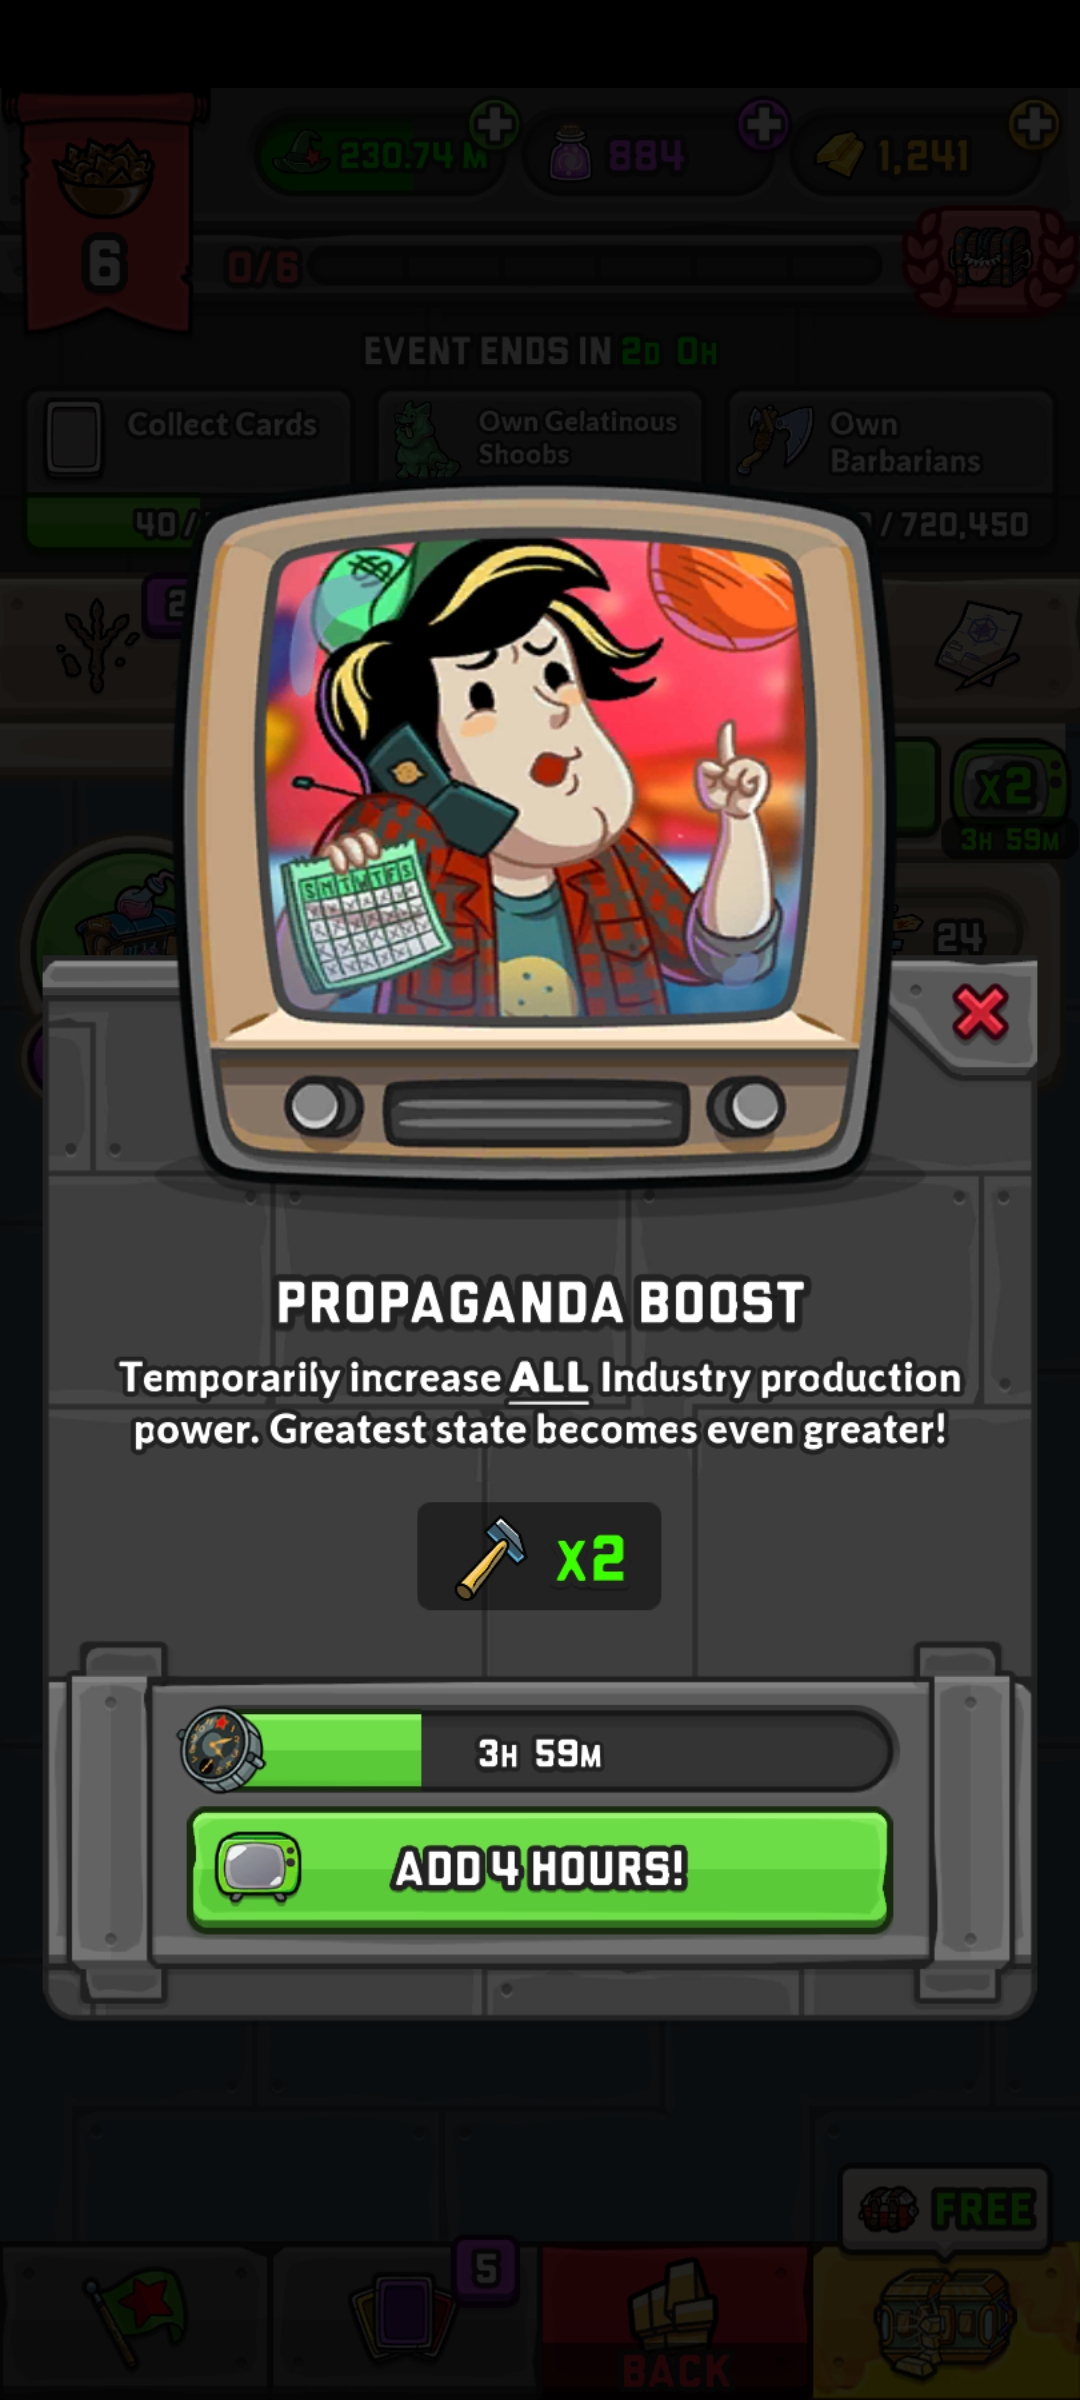 230.74 M
884
1,241
6
0/6
EVENT ENDS IN 2D 0H
Collect Cards
Own Gelatinous
Shoobs
Own
Barbarians
40/
/ 720,450
2
X2
3H 59M
24
S M T W T F S
PROPAGANDA BOOST
Temporarily increase ALL Industry production
power. Greatest state becomes even greater!
X2
3H 59M
ADD 4 HOURS!
FREE
5
BACK